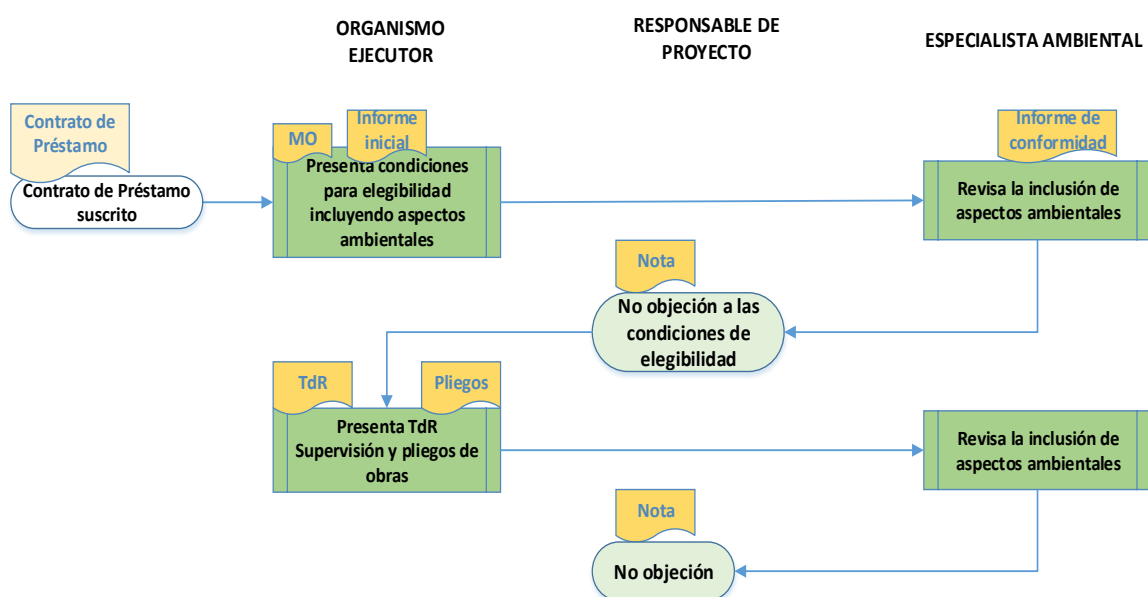 ORGANISMO
EJECUTOR
RESPONSABLE DE
PROYECTO
ESPECIALISTA AMBIENTAL
Contrato de
Préstamo
Contrato de Préstamo
suscrito
MO
Informe
inicial
Presenta condiciones
para elegibilidad
incluyendo aspectos
ambientales
Informe de
conformidad
Revisa la inclusión de
aspectos ambientales
Nota
No objeción a las
condiciones de
elegibilidad
TdR
Pliegos
Presenta TdR
Supervisión y pliegos de
obras
Revisa la inclusión de
aspectos ambientales
Nota
No objeción